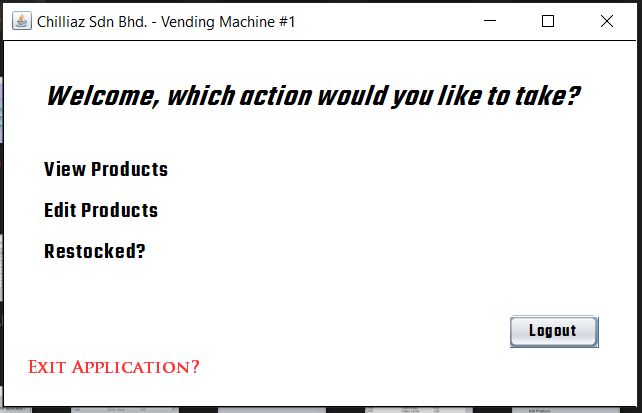 Chilliaz Sdn Bhd. - Vending Machine #1
Welcome, which action would you like to take?
View Products
Edit Products
Restocked?
Logout
Exit Application?